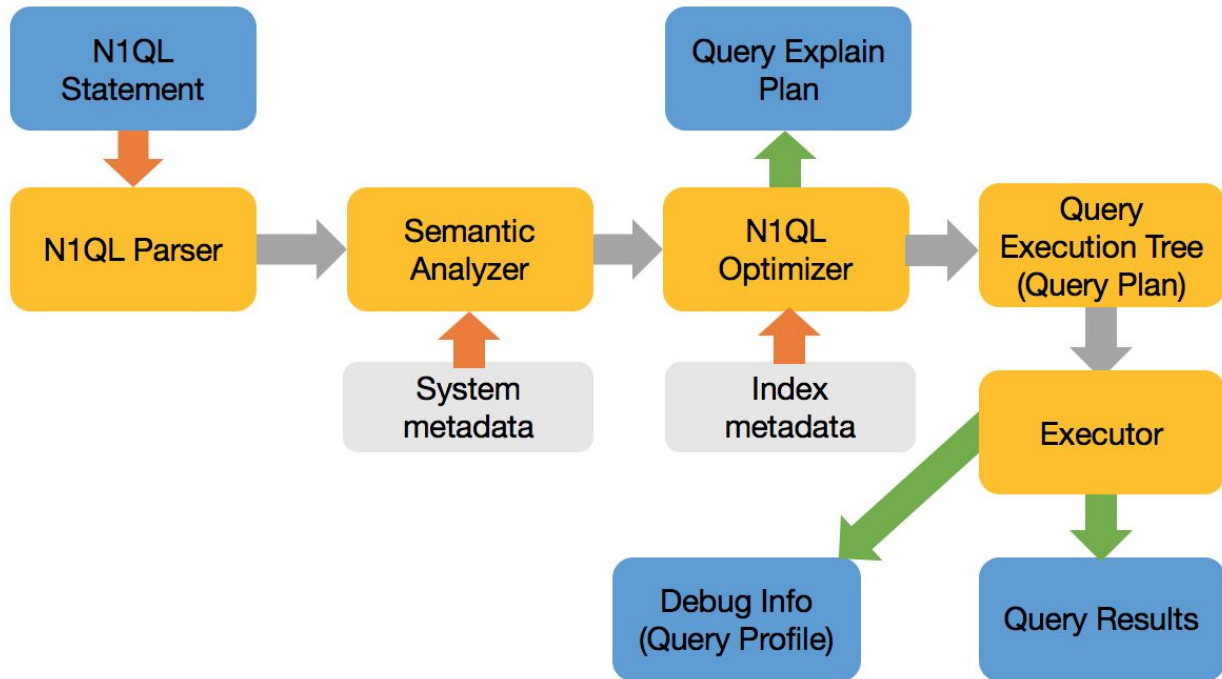 N1QL
Statement
Query Explain
Plan
N1QL Parser
Semantic
Analyzer
N1QL
Optimizer
Query
Execution Tree
(Query Plan)
System
metadata
Index
metadata
Executor
Debug Info
(Query Profile)
Query Results